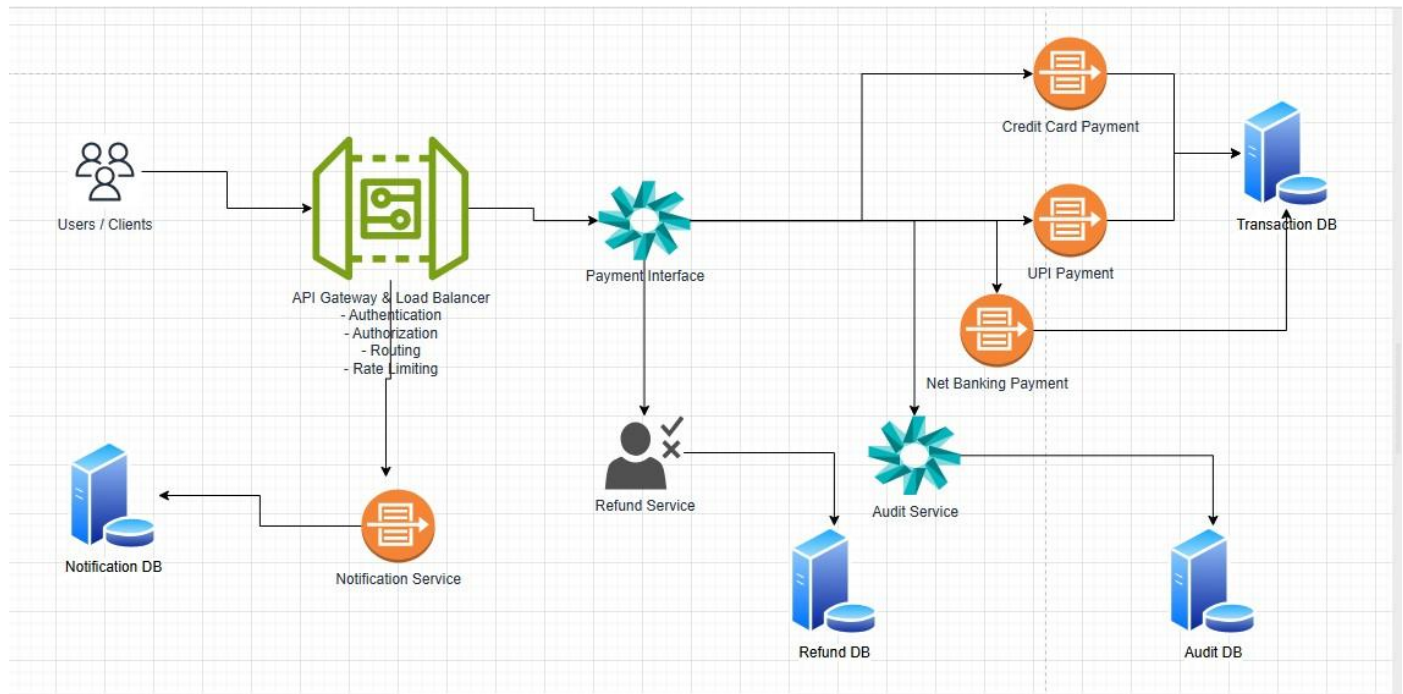 Credit Card Payment
Users / Clients
Transaction DB
UPI Payment
Payment Interface
API Gateway & Load Balancer
- Authentication
- Authorization
- Routing
- Rate Limiting
Net Banking Payment
Refund Service
Audit Service
Notification DB
Notification Service
Refund DB
Audit DB